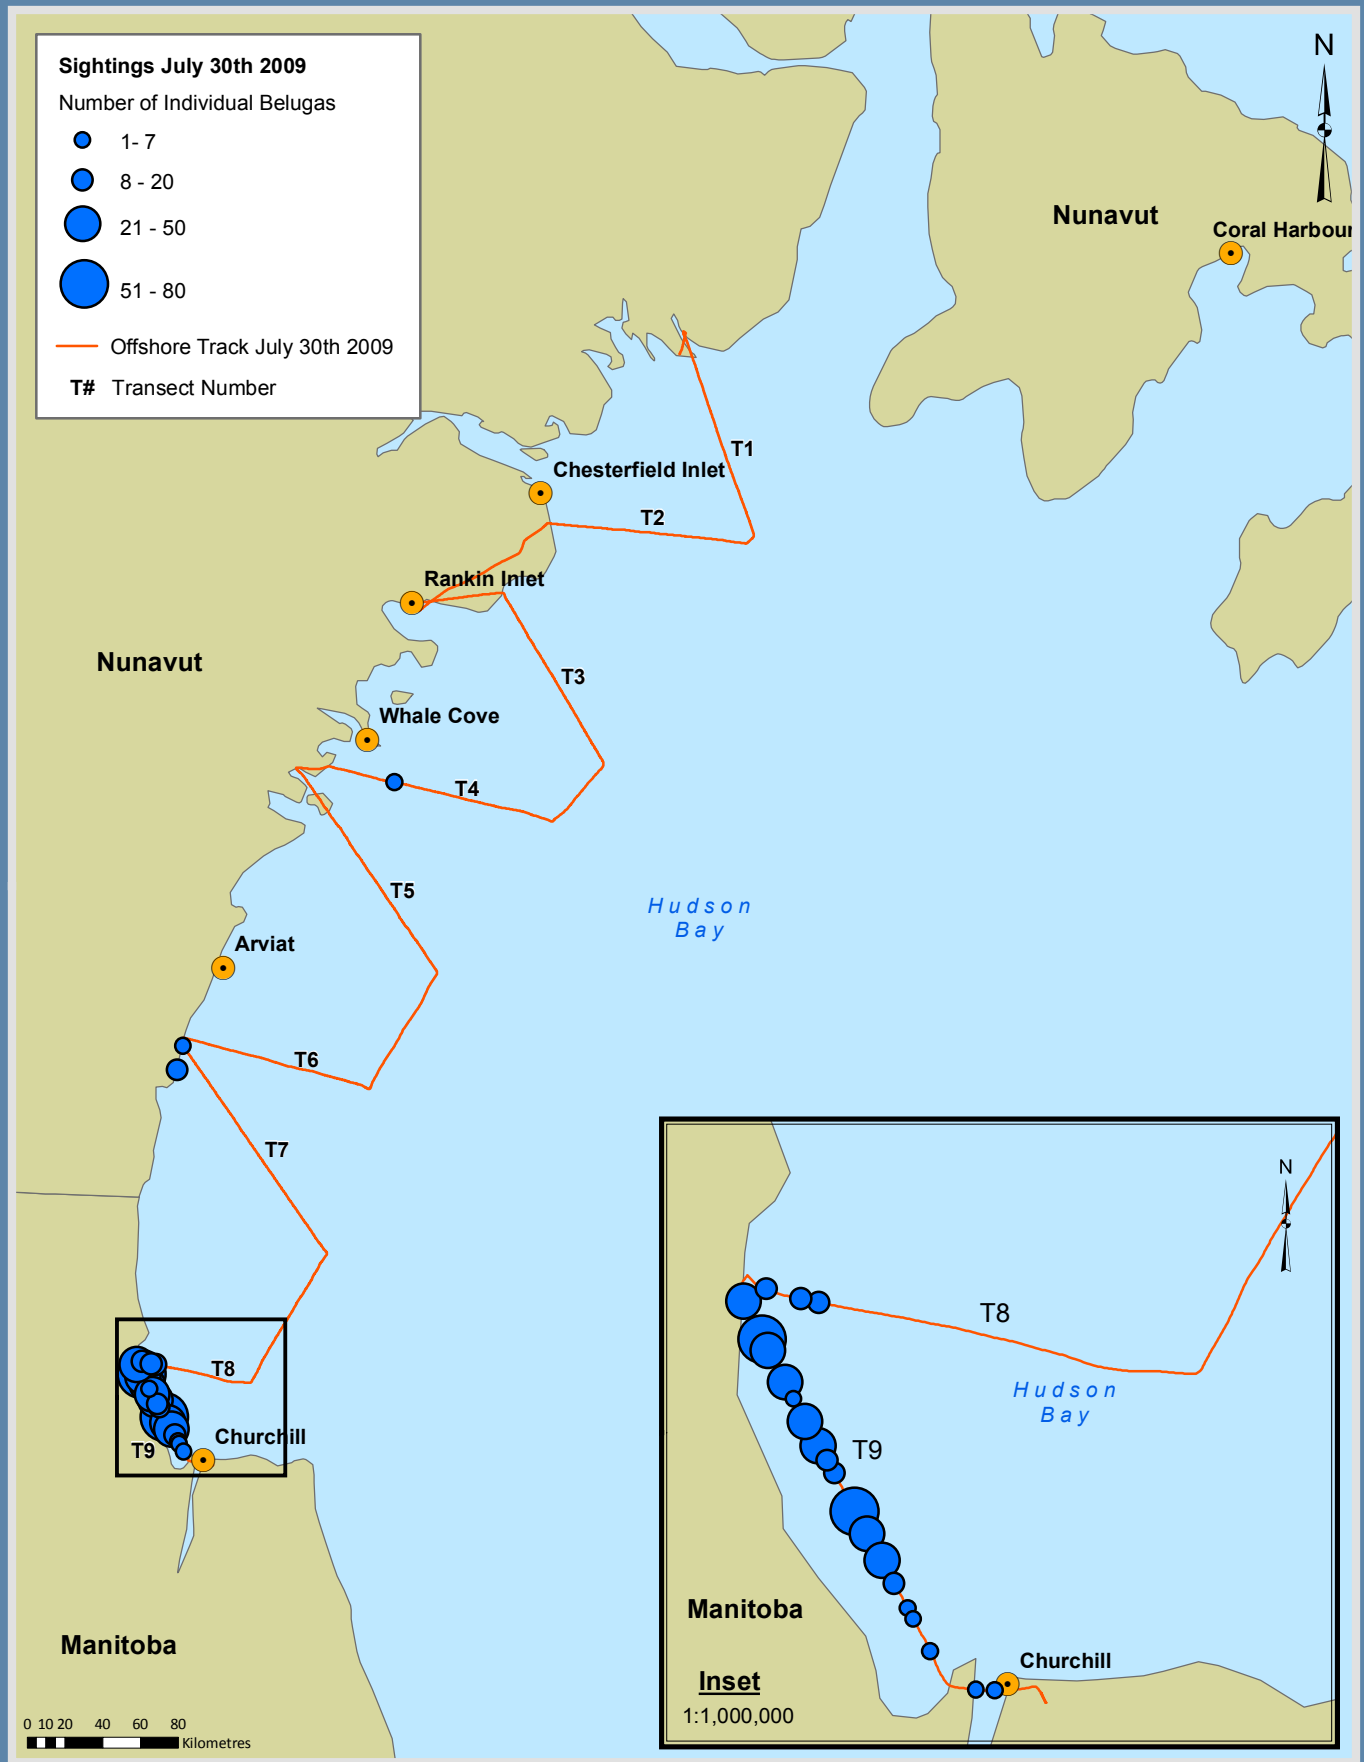 Sightings July 30th 2009
Number of Individual Belugas
1- 7
8 - 20
21 - 50
51 - 80
Offshore Track July 30th 2009
T# Transect Number
N
Nunavut
Coral Harbour
T1
Chesterfield Inlet
T2
Rankin Inlet
Nunavut
T3
Whale Cove
T4
T5
Hudson
Bay
Arviat
T6
T7
T8
Churchill
T9
Manitoba
0 10 20 40 60 80
Kilometres
N
T8
Hudson
Bay
T9
Manitoba
Churchill
Inset
1:1,000,000